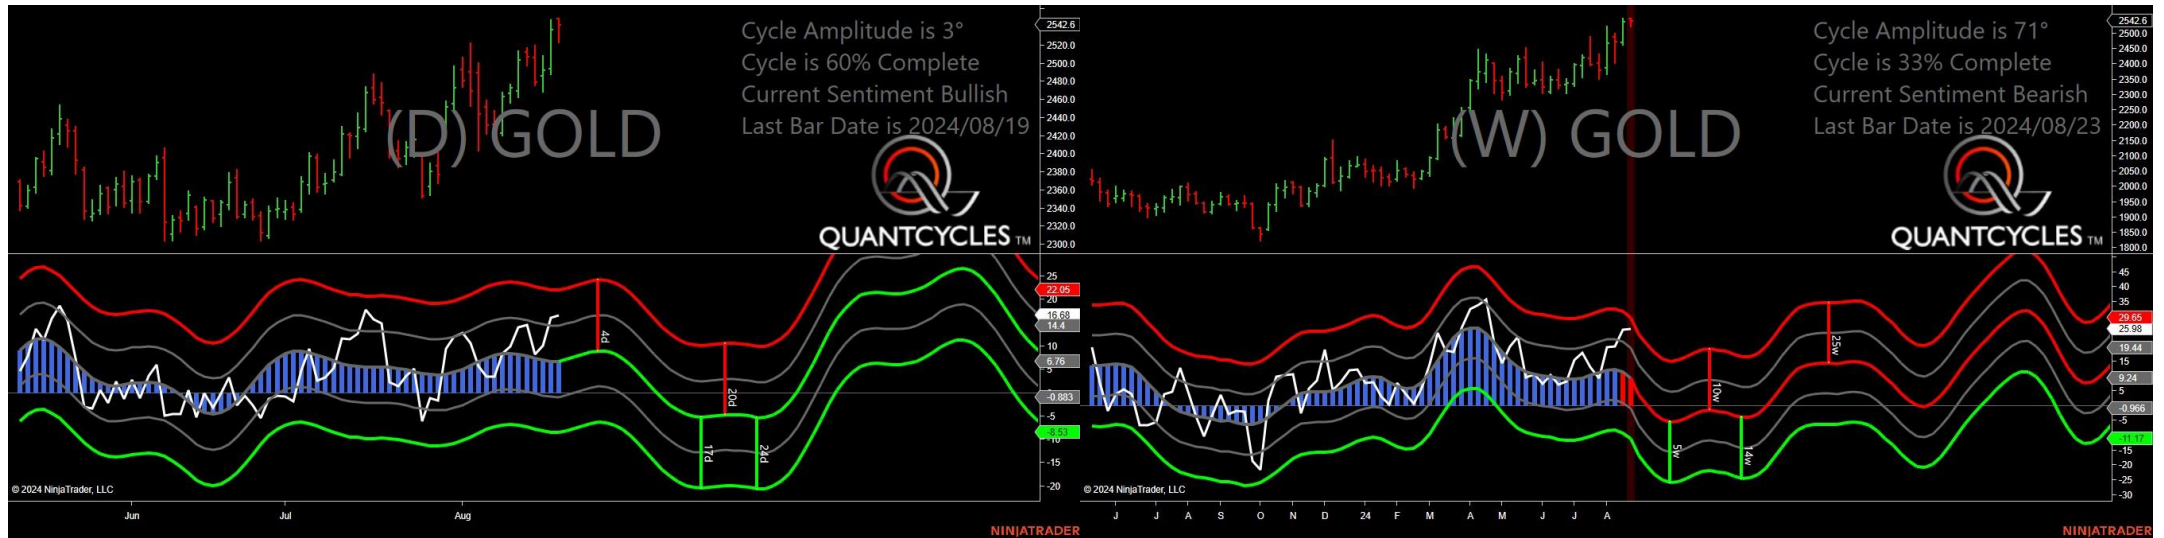 Cycle Amplitude is 3°
Cycle is 60% Complete
Current Sentiment Bullish
Last Bar Date is 2024/08/19
(D) GOLD
QUANTCYCLES TM
2542.6
2520.0
2500.0
2480.0
2460.0
2440.0
2420.0
2400.0
2380.0
2360.0
2340.0
2320.0
2300.0
25
22.05
20
16.68
14.4
10
6.76
5
-0.883
-5
-8.53
-10
-15
-20
4d
20d
17d
24d
© 2024 NinjaTrader, LLC
Jun Jul Aug
NINJATRADER
Cycle Amplitude is 71°
Cycle is 33% Complete
Current Sentiment Bearish
Last Bar Date is 2024/08/23
(W) GOLD
QUANTCYCLES TM
2542.6
2500.0
2450.0
2400.0
2350.0
2300.0
2250.0
2200.0
2150.0
2100.0
2050.0
2000.0
1950.0
1900.0
1850.0
1800.0
45
40
35
29.65
25.98
19.44
15
9.24
5
-0.966
-5
-11.17
-15
-20
-25
-30
25w
10w
5w
14w
© 2024 NinjaTrader, LLC
J J A S O N D 24 F M A M J J A
NINJATRADER